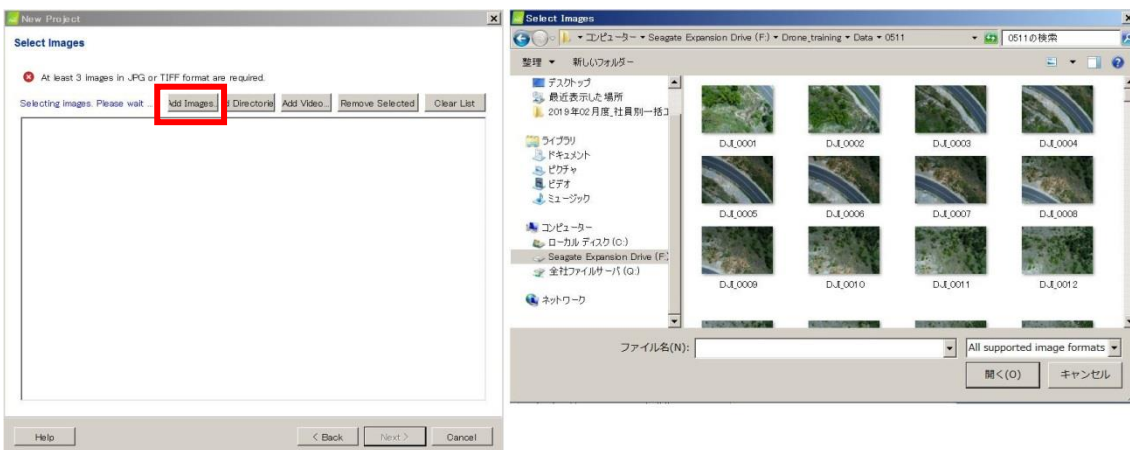 New Project
Select Images
At least 3 images in JPG or TIFF format are required.
Selecting images. Please wait ...
Add Images..
d Directorie
Add Video...
Remove Selected
Clear List
Help
< Back
Next >
Cancel
Select Images
コンピューター ▾ Seagate Expansion Drive (F:) ▾ Drone_training ▾ Data ▾ 0511
0511の検索
整理 ▼ 新しいフォルダー
デスクトップ
最近表示した場所
2019年02月度_社員別一括
ライブラリ
ドキュメント
ピクチャ
ビデオ
ミュージック
コンピューター
ローカル ディスク (C:)
Seagate Expansion Drive (F:
全社ファイルサーバ (Q:)
ネットワーク
DJI_0001 DJI_0002 DJI_0003 DJI_0004
DJI_0005 DJI_0006 DJI_0007 DJI_0008
DJI_0009 DJI_0010 DJI_0011 DJI_0012
ファイル名(N):
All supported image formats
開く(O)
キャンセル